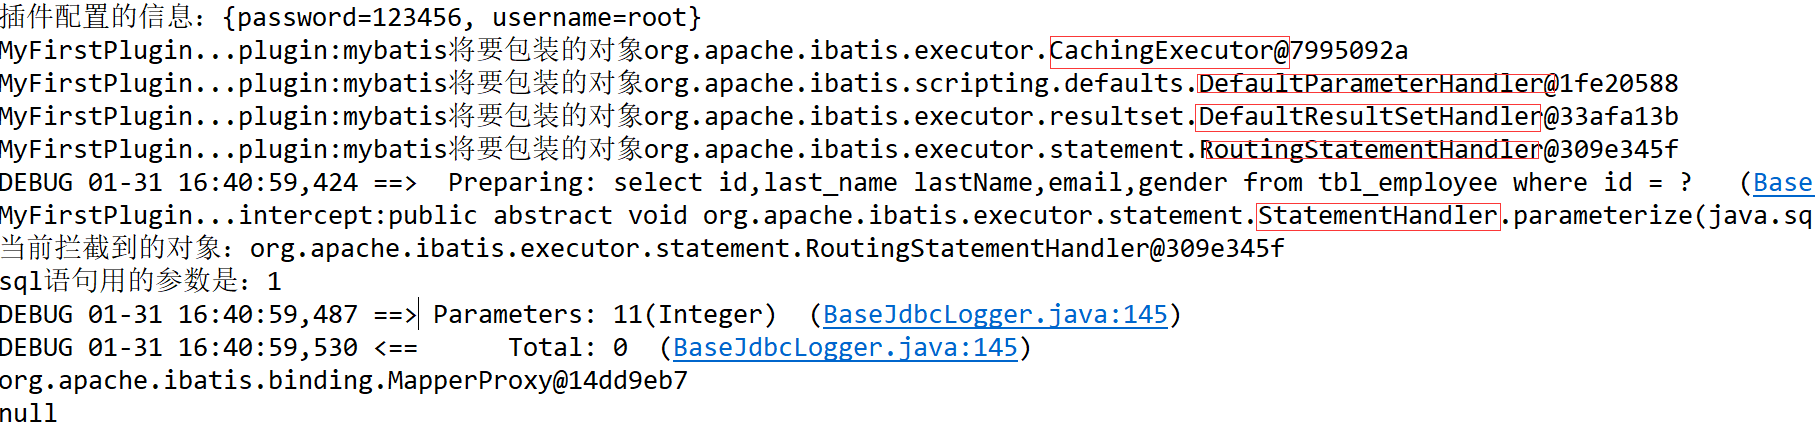 插件配置的信息：{password=123456, username=root}
MyFirstPlugin...plugin:mybatis将要包装的对象org.apache.ibatis.executor.CachingExecutor@7995092a
MyFirstPlugin...plugin:mybatis将要包装的对象org.apache.ibatis.scripting.defaults.DefaultParameterHandler@1fe20588
MyFirstPlugin...plugin:mybatis将要包装的对象org.apache.ibatis.executor.resultset.DefaultResultSetHandler@33afa13b
MyFirstPlugin...plugin:mybatis将要包装的对象org.apache.ibatis.executor.statement.RoutingStatementHandler@309e345f
DEBUG 01-31 16:40:59,424 ==>  Preparing: select id,last_name lastName,email,gender from tbl_employee where id = ?   (Base
MyFirstPlugin...intercept:public abstract void org.apache.ibatis.executor.statement.StatementHandler.parameterize(java.sq
当前拦截到的对象：org.apache.ibatis.executor.statement.RoutingStatementHandler@309e345f
sql语句用的参数是：1
DEBUG 01-31 16:40:59,487 ==> Parameters: 11(Integer)  (BaseJdbcLogger.java:145)
DEBUG 01-31 16:40:59,530 <==      Total: 0  (BaseJdbcLogger.java:145)
org.apache.ibatis.binding.MapperProxy@14dd9eb7
null